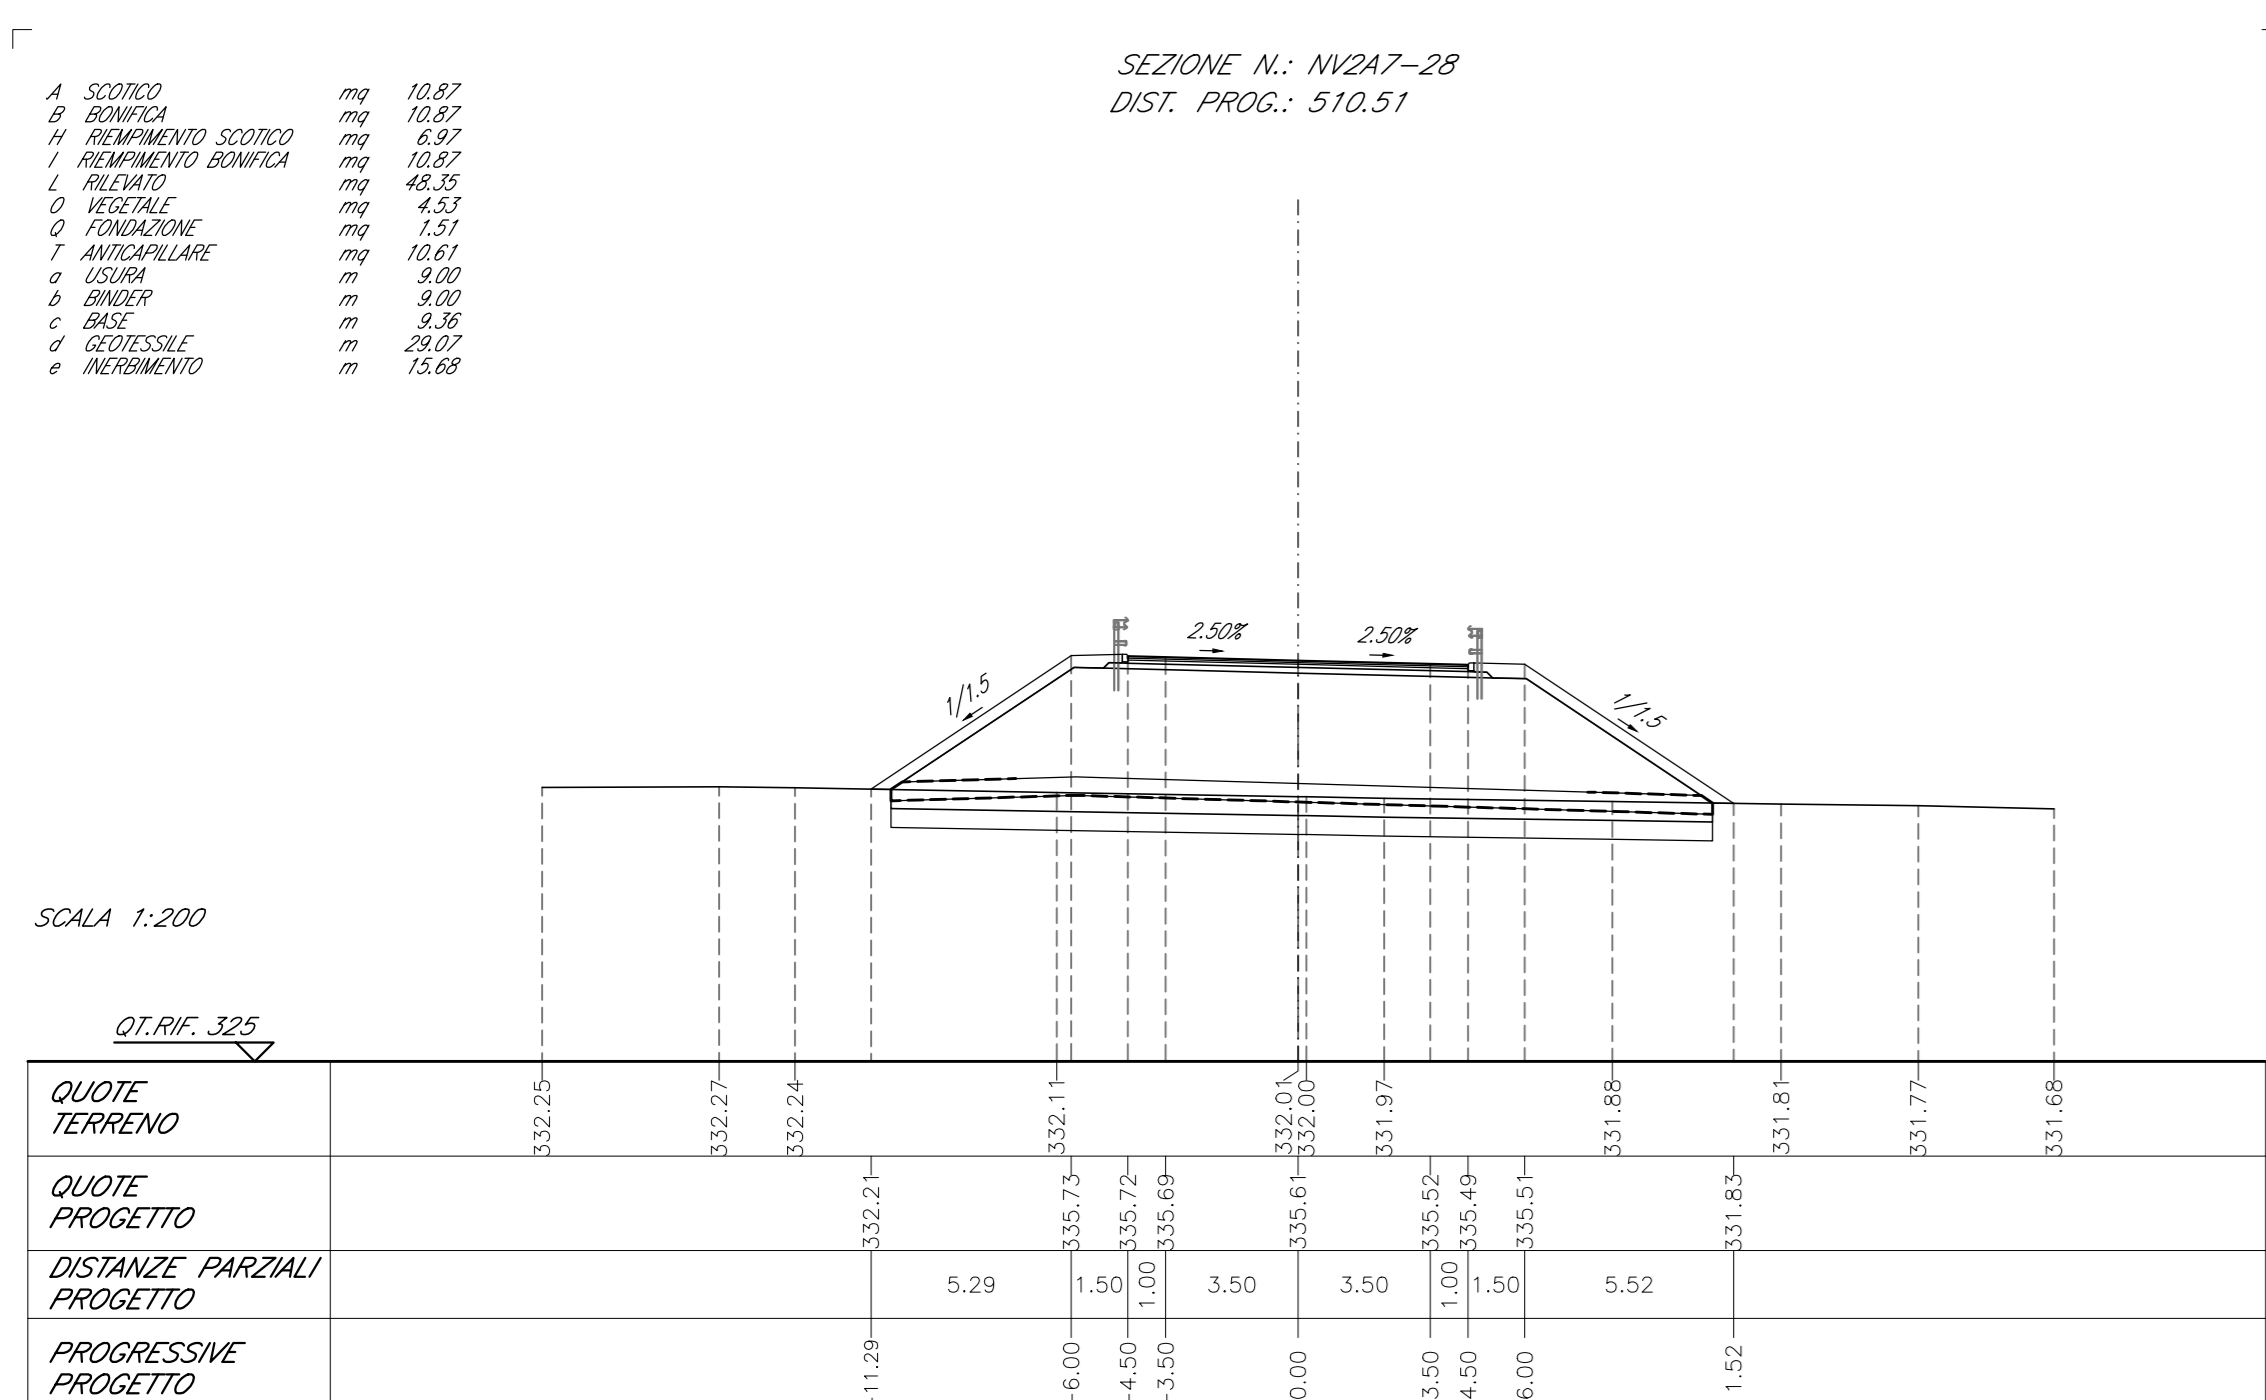 SEZIONE N.: NV2A7-28
DIST. PROG.: 510.51
A SCOTICO mq 10.87
B BONIFICA mq 10.87
H RIEMPIMENTO SCOTICO mq 6.97
I RIEMPIMENTO BONIFICA mq 10.87
L RILEVATO mq 48.35
O VEGETALE mq 4.53
Q FONDAZIONE mq 1.51
T ANTICAPILLARE mq 10.61
a USURA m 9.00
b BINDER m 9.00
c BASE m 9.36
d GEOTESSILE m 29.07
e INERBIMENTO m 15.68
2.50% 2.50%
1/1.5 1/1.5
SCALA 1:200
QT.RIF. 325
QUOTE
TERRENO
332.25 332.27 332.24 332.11 332.01 332.00 331.97 331.88 331.81 331.77 331.68
QUOTE
PROGETTO
332.21 335.73 335.72 335.69 335.61 335.52 335.49 335.51 331.83
DISTANZE PARZIALI
PROGETTO
5.29 1.50 1.00 3.50 3.50 1.00 1.50 5.52
PROGRESSIVE
PROGETTO
-11.29 -6.00 -4.50 -3.50 0.00 3.50 4.50 6.00 1.52